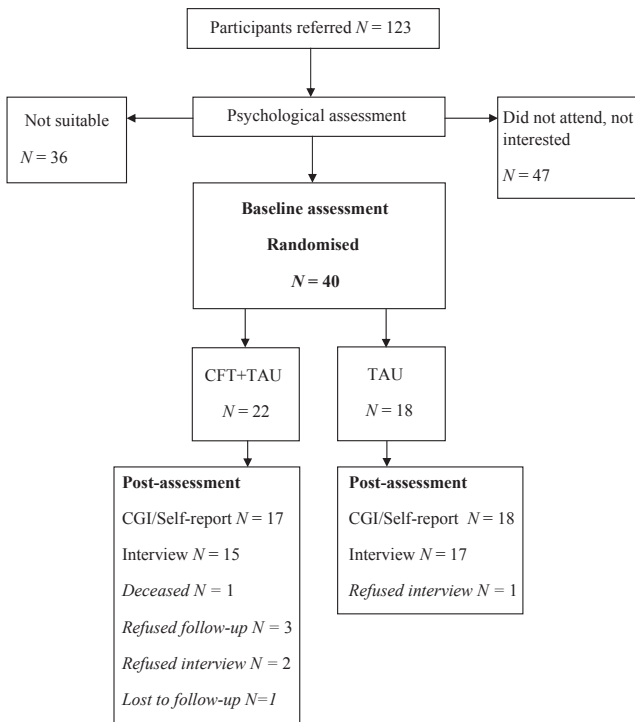 Participants referred N = 123
Psychological assessment
Not suitable
N = 36
Did not attend, not
interested
N = 47
Baseline assessment
Randomised
N = 40
CFT+TAU
N = 22
TAU
N = 18
Post-assessment
CGI/Self-report N = 17
Interview N = 15
Deceased N = 1
Refused follow-up N = 3
Refused interview N = 2
Lost to follow-up N=1
Post-assessment
CGI/Self-report N = 18
Interview N = 17
Refused interview N = 1